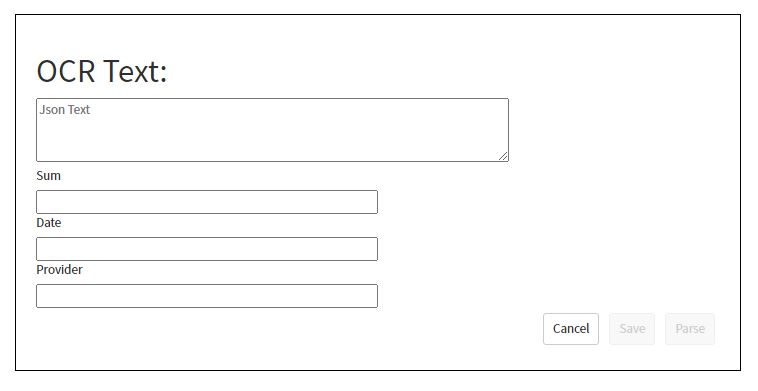 OCR Text:
Json Text
Sum
Date
Provider
Cancel Save Parse